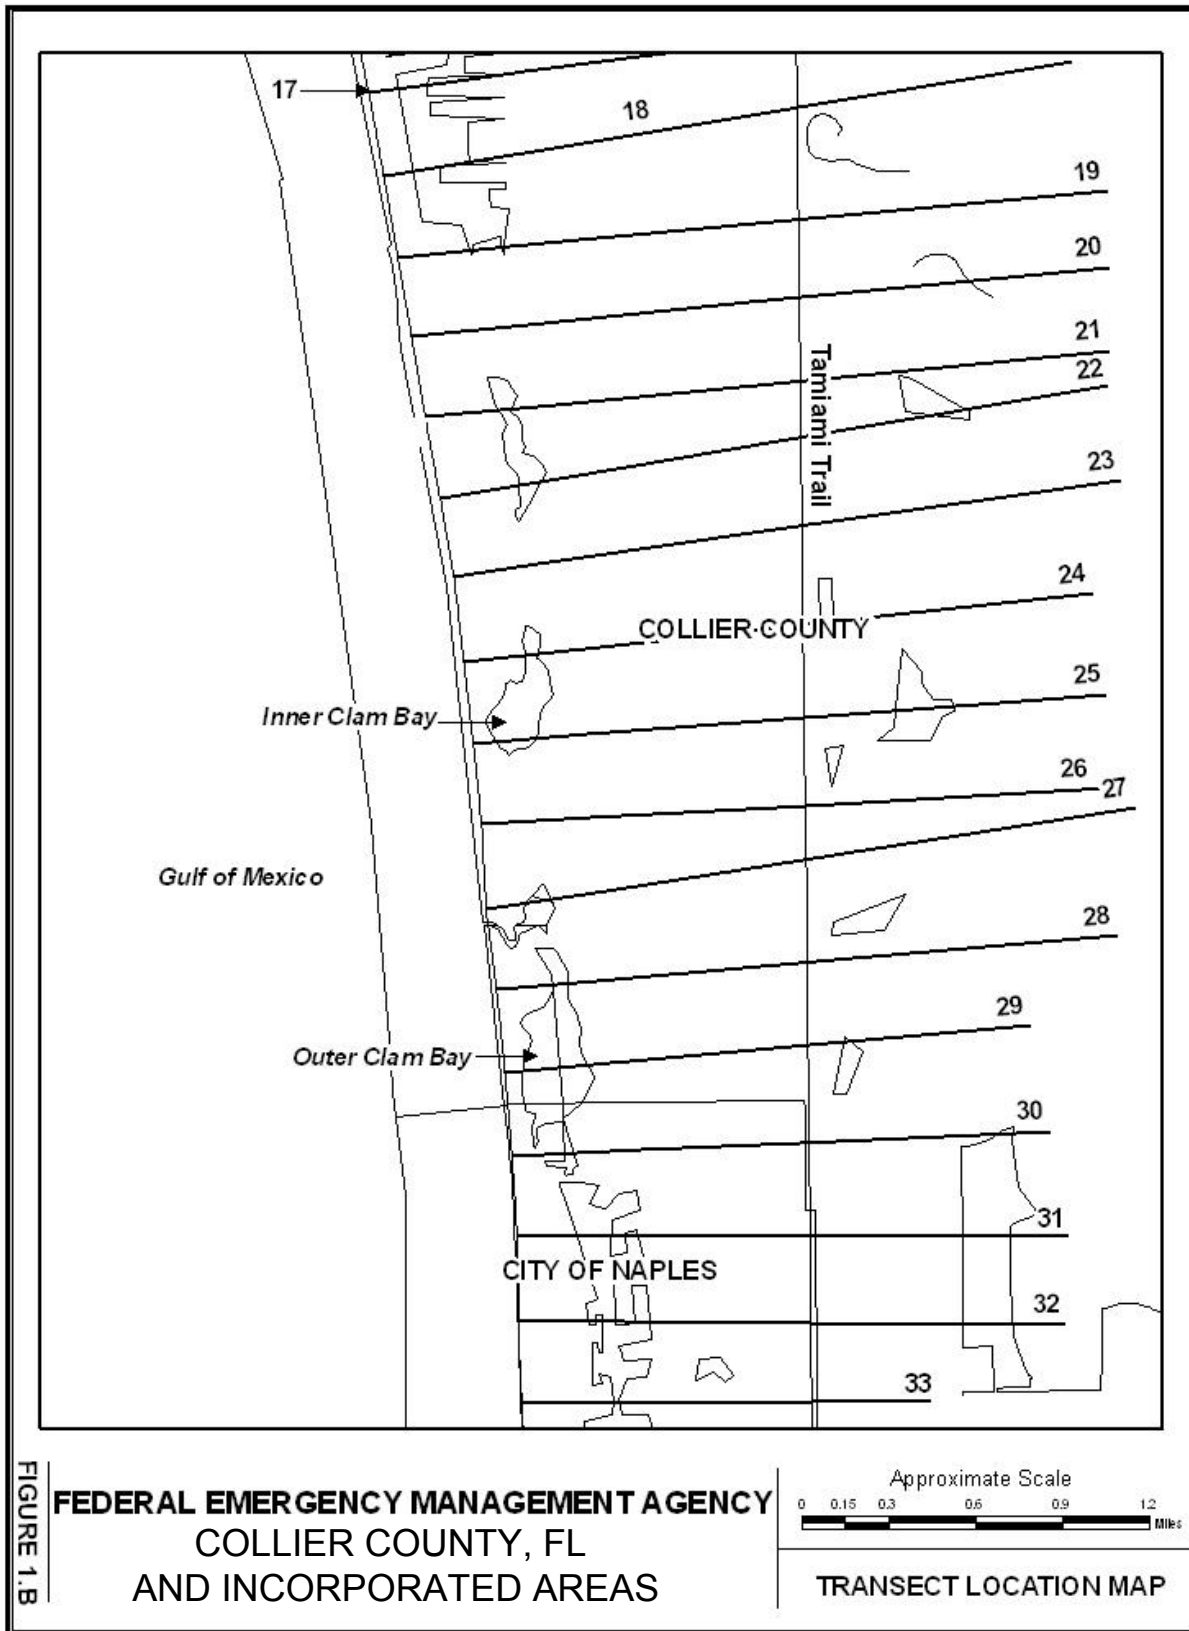 17
18
19
20
21
22
Tamiami Trail
23
24
COLLIER COUNTY
25
Inner Clam Bay
26
27
Gulf of Mexico
28
29
Outer Clam Bay
30
31
CITY OF NAPLES
32
33
FIGURE 1.B
FEDERAL EMERGENCY MANAGEMENT AGENCY
COLLIER COUNTY, FL
AND INCORPORATED AREAS
Approximate Scale
0 0.15 0.3 0.6 0.9 1.2
Miles
TRANSECT LOCATION MAP